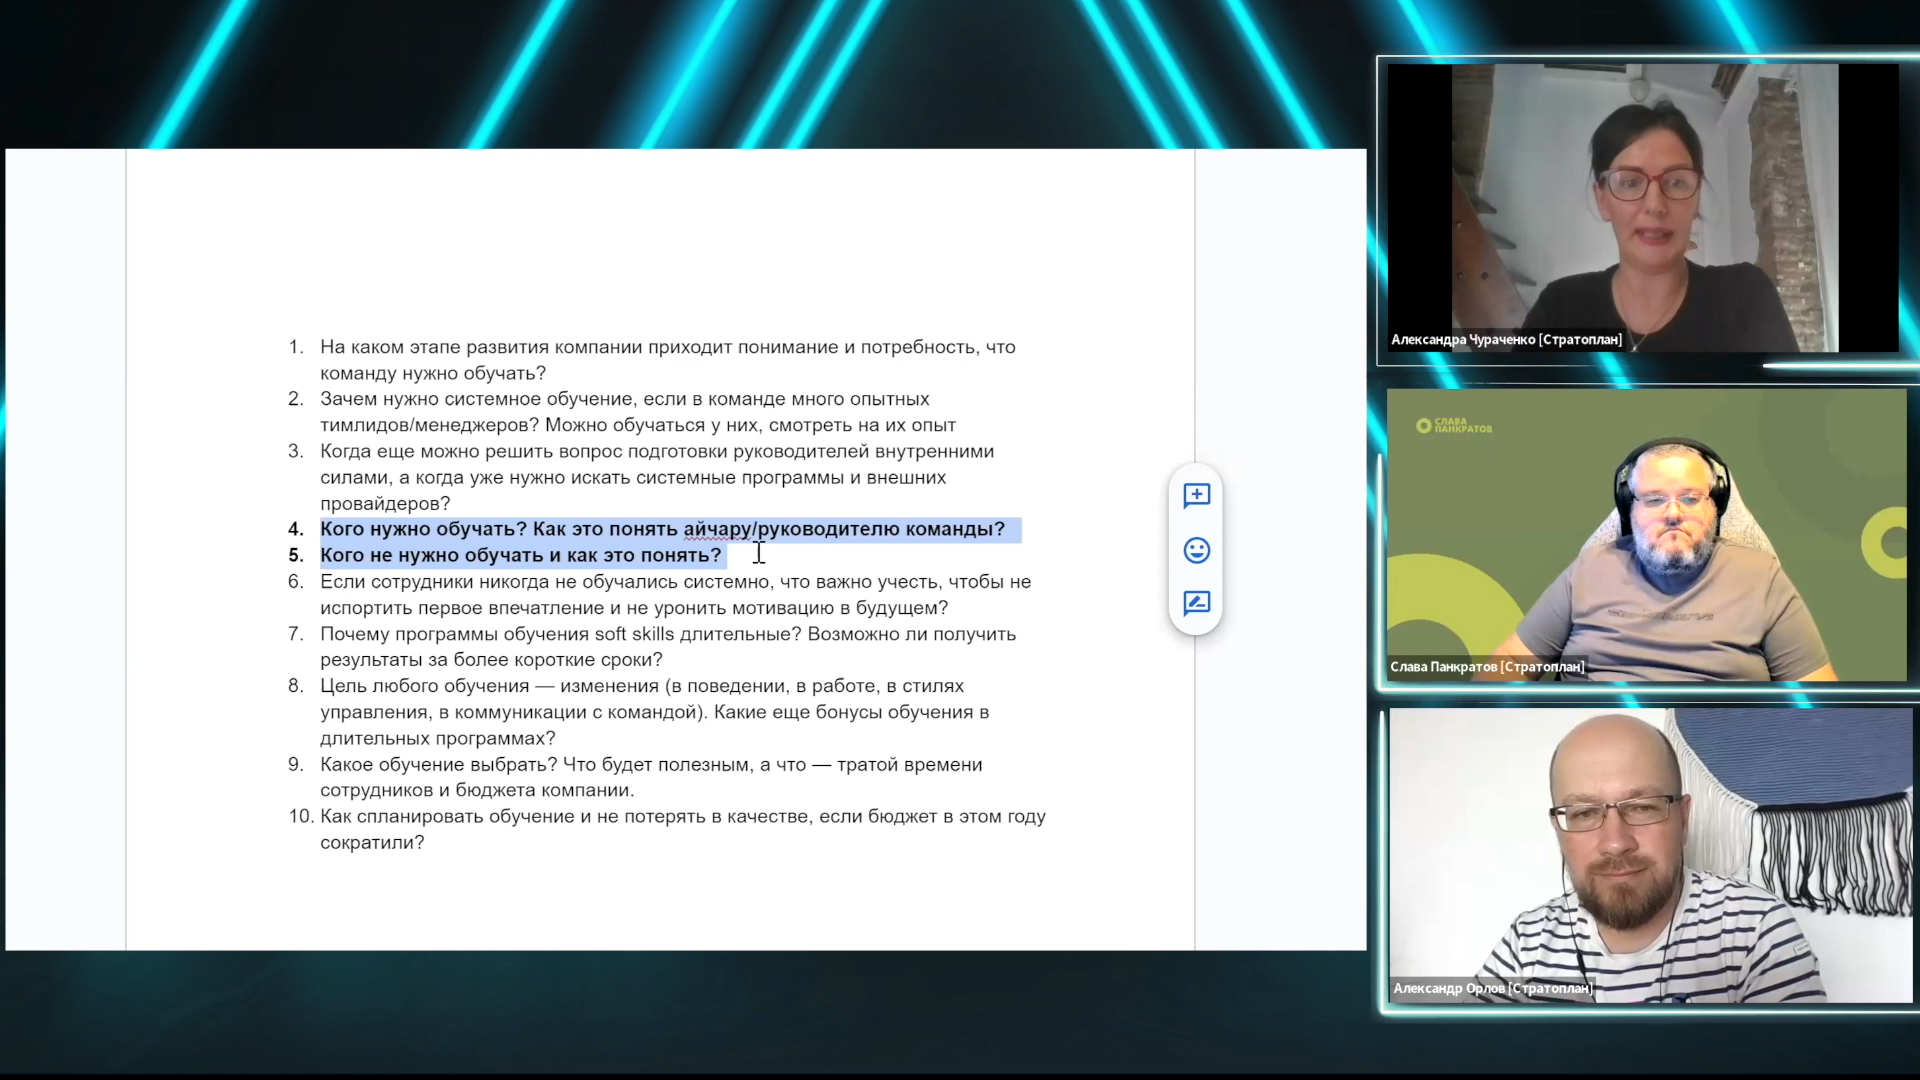 1. На каком этапе развития компании приходит понимание и потребность, что
команду нужно обучать?
2. Зачем нужно системное обучение, если в команде много опытных
тимлидов/менеджеров? Можно обучаться у них, смотреть на их опыт
3. Когда еще можно решить вопрос подготовки руководителей внутренними
силами, а когда уже нужно искать системные программы и внешних
провайдеров?
4. Кого нужно обучать? Как это понять айчару/руководителю команды?
5. Кого не нужно обучать и как это понять?
6. Если сотрудники никогда не обучались системно, что важно учесть, чтобы не
испортить первое впечатление и не уронить мотивацию в будущем?
7. Почему программы обучения soft skills длительные? Возможно ли получить
результаты за более короткие сроки?
8. Цель любого обучения — изменения (в поведении, в работе, в стилях
управления, в коммуникации с командой). Какие еще бонусы обучения в
длительных программах?
9. Какое обучение выбрать? Что будет полезным, а что — тратой времени
сотрудников и бюджета компании.
10. Как спланировать обучение и не потерять в качестве, если бюджет в этом году
сократили?
Александра Чураченко [Стратоплан]
СЛАВА
ПАНКРАТОВ
Слава Панкратов [Стратоплан]
Александр Орлов [Стратоплан]